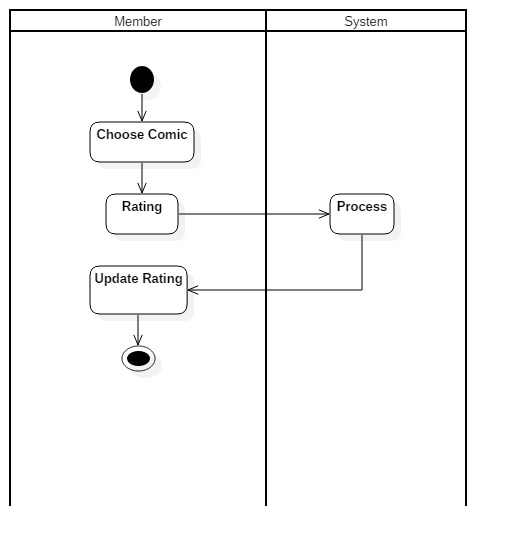 Member
System
Choose Comic
Rating
Process
Update Rating